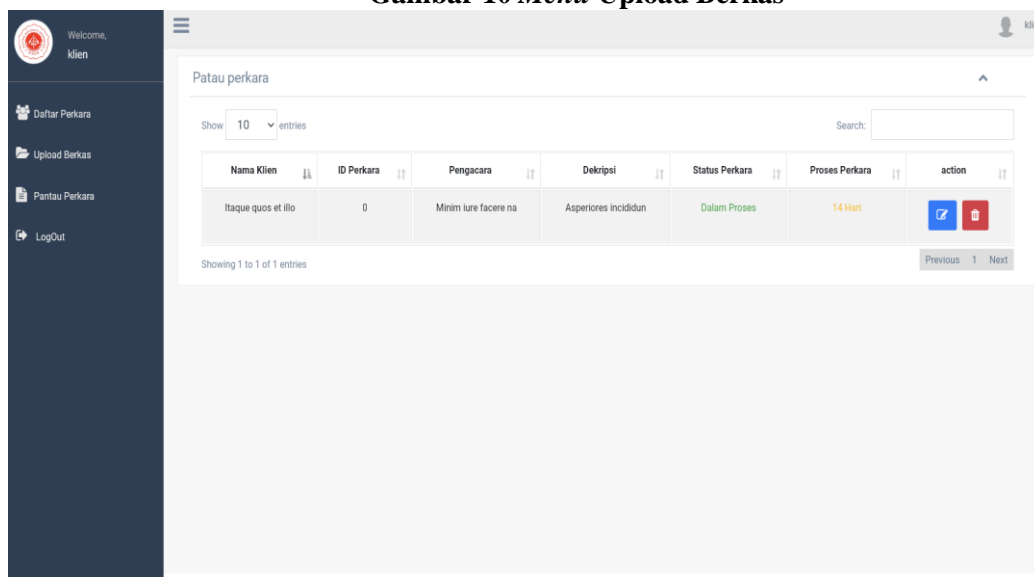 Gambar 10 Menu Upload Berkas
Welcome,
klien
kli
Daftar Perkara
Upload Berkas
Pantau Perkara
LogOut
Patau perkara
Show 10 entries
Search:
Nama Klien ID Perkara Pengacara Dekripsi Status Perkara Proses Perkara action
Itaque quos et illo 0 Minim iure facere na Asperiores incididun Dalam Proses 14 Hari
Showing 1 to 1 of 1 entries
Previous 1 Next